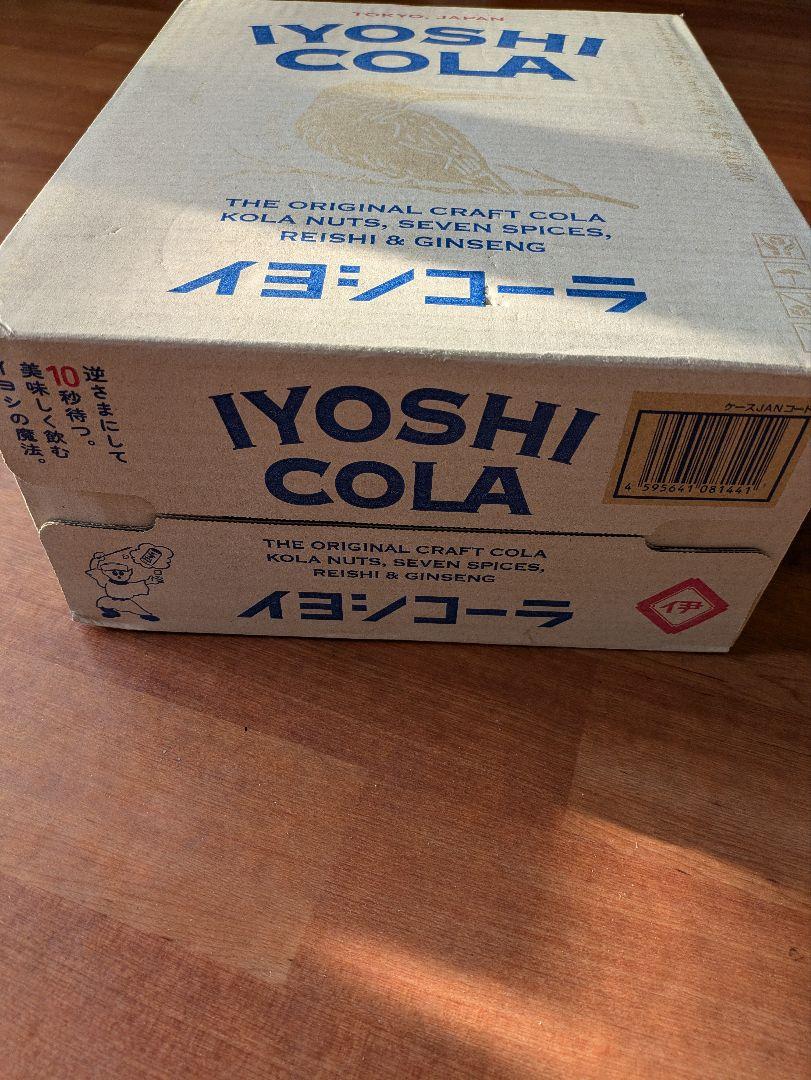 TOKYO, JAPAN
IYOSHI
COLA
THE ORIGINAL CRAFT COLA
KOLA NUTS, SEVEN SPICES,
REISHI & GINSENG
イヨシコーラ
逆さまにして
10秒待つ。
美味しく飲む
イヨシの魔法。
IYOSHI
COLA
ケースJANコー
4 595641 081441
THE ORIGINAL CRAFT COLA
KOLA NUTS, SEVEN SPICES,
REISHI & GINSENG
イヨシコーラ
伊